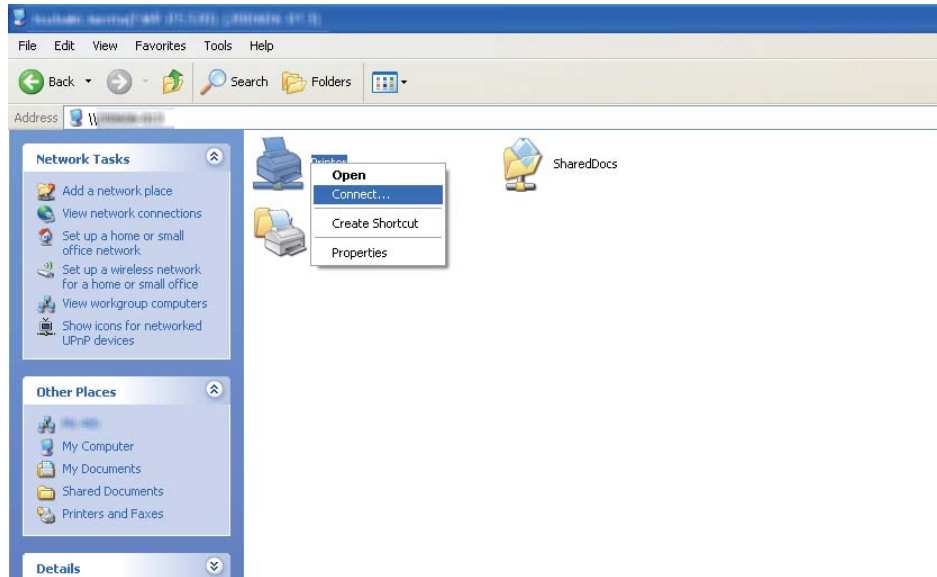 File Edit View Favorites Tools Help
Back Search Folders
Address \\
Network Tasks
Add a network place
View network connections
Set up a home or small
office network
Set up a wireless network
for a home or small office
View workgroup computers
Show icons for networked
UPnP devices
Other Places
My Computer
My Documents
Shared Documents
Printers and Faxes
Details
Printer
Open
Connect...
Create Shortcut
Properties
SharedDocs